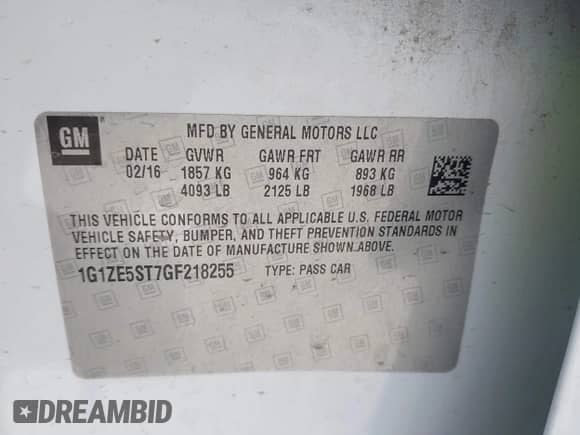 GM
MFD BY GENERAL MOTORS LLC
DATE GVWR GAWR FRT GAWR RR
02/16 1857 KG 964 KG 893 KG
4093 LB 2125 LB 1968 LB
THIS VEHICLE CONFORMS TO ALL APPLICABLE U.S. FEDERAL MOTOR
VEHICLE SAFETY, BUMPER, AND THEFT PREVENTION STANDARDS IN
EFFECT ON THE DATE OF MANUFACTURE SHOWN ABOVE.
1G1ZE5ST7GF218255 TYPE: PASS CAR
DREAMBID